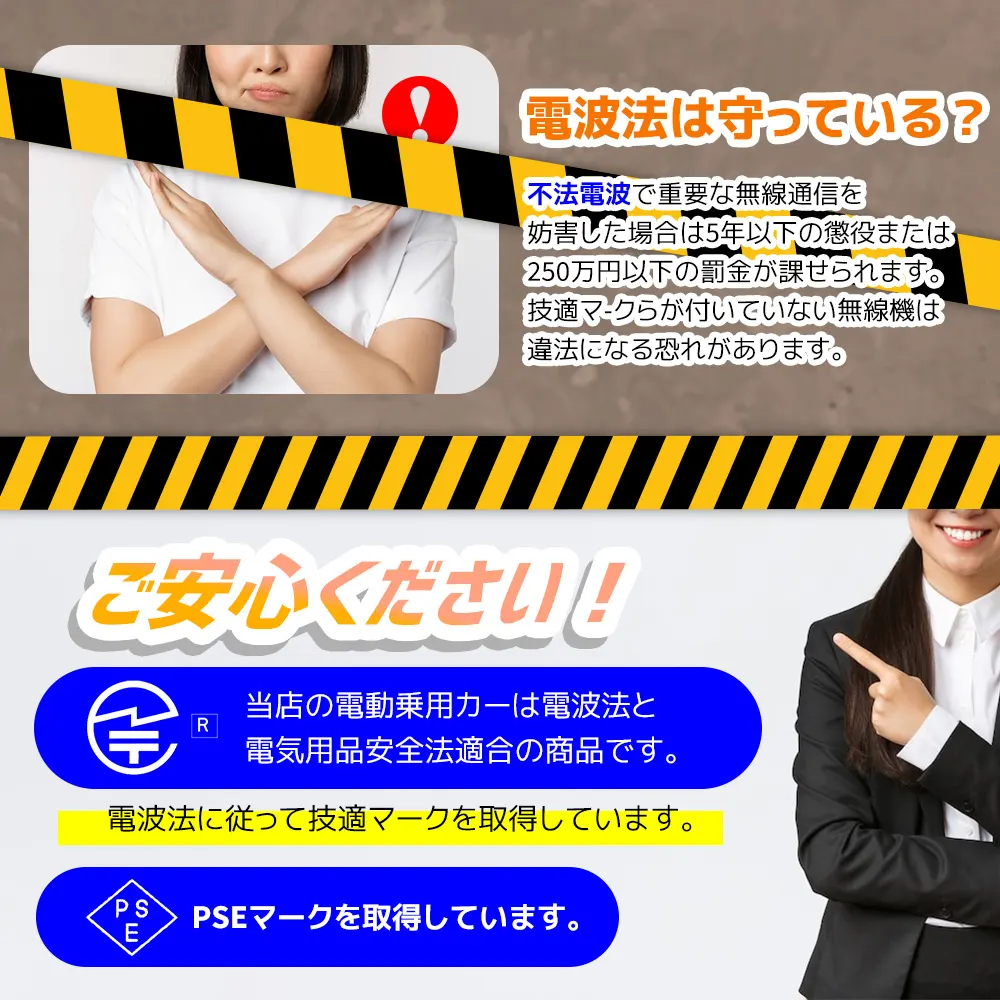 電波法は守っている？
不法電波で重要な無線通信を
妨害した場合は5年以下の懲役または
250万円以下の罰金が課せられます。
技適マークらが付いていない無線機は
違法になる恐れがあります。
ご安心ください！
R
当店の電動乗用カーは電波法と
電気用品安全法適合の商品です。
電波法に従って技適マークを取得しています。
PS
E
PSEマークを取得しています。